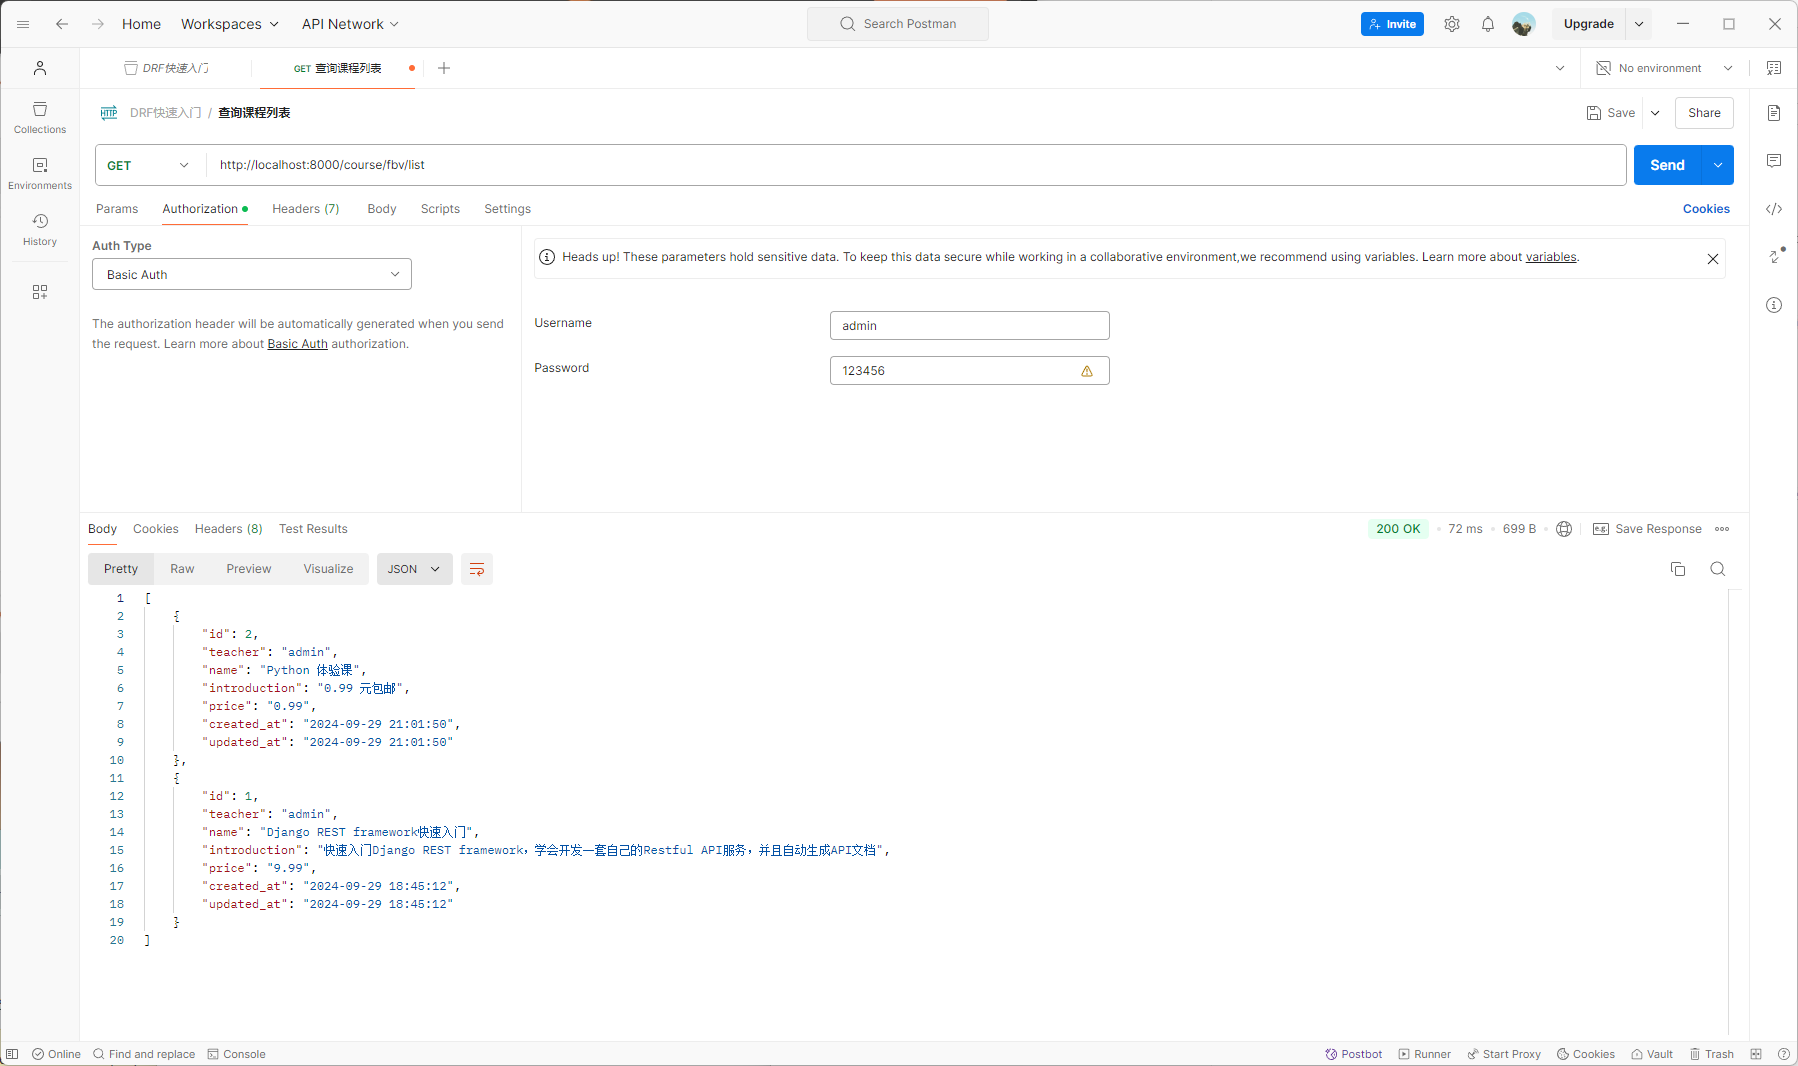 Home Workspaces API Network Search Postman Invite Upgrade
DRF快速入门 GET 查询课程列表 No environment
HTTP DRF快速入门 / 查询课程列表 Save Share
Collections
GET http://localhost:8000/course/fbv/list Send
Environments
Params Authorization Headers (7) Body Scripts Settings Cookies
History
Auth Type
Basic Auth
The authorization header will be automatically generated when you send
the request. Learn more about Basic Auth authorization.
Heads up! These parameters hold sensitive data. To keep this data secure while working in a collaborative environment,we recommend using variables. Learn more about variables.
Username admin
Password 123456
Body Cookies Headers (8) Test Results 200 OK 72 ms 699 B e.g. Save Response
Pretty Raw Preview Visualize JSON
1 [
2 {
3 "id": 2,
4 "teacher": "admin",
5 "name": "Python 体验课",
6 "introduction": "0.99 元包邮",
7 "price": "0.99",
8 "created_at": "2024-09-29 21:01:50",
9 "updated_at": "2024-09-29 21:01:50"
10 },
11 {
12 "id": 1,
13 "teacher": "admin",
14 "name": "Django REST framework快速入门",
15 "introduction": "快速入门Django REST framework，学会开发一套自己的Restful API服务，并且自动生成API文档",
16 "price": "9.99",
17 "created_at": "2024-09-29 18:45:12",
18 "updated_at": "2024-09-29 18:45:12"
19 }
20 ]
Online Find and replace Console Postbot Runner Start Proxy Cookies Vault Trash